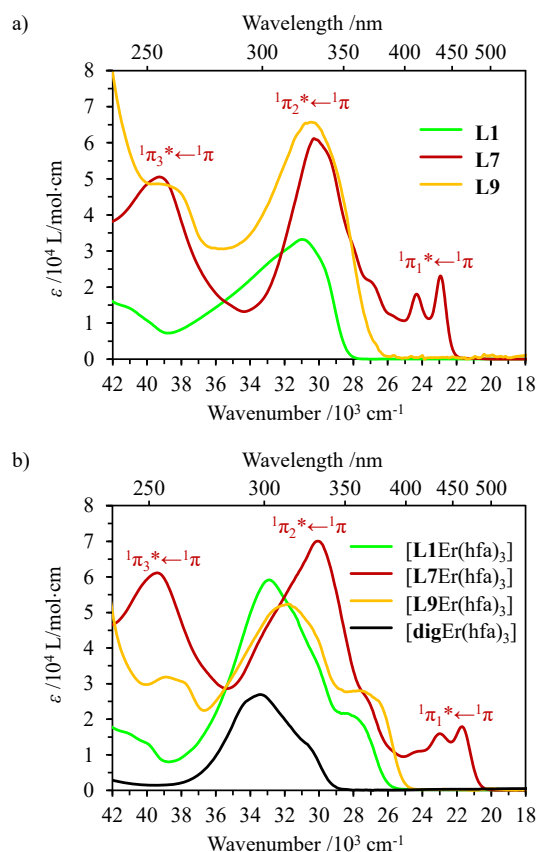 a)
Wavelength /nm
250 300 350 400 450 500
8
7
6
5
4
3
2
1
0
ε /10⁴ L/mol·cm
¹π₃*←¹π
¹π₂*←¹π
¹π₁*←¹π
L1
L7
L9
42 40 38 36 34 32 30 28 26 24 22 20 18
Wavenumber /10³ cm⁻¹
b)
Wavelength /nm
250 300 350 400 450 500
8
7
6
5
4
3
2
1
0
ε /10⁴ L/mol·cm
¹π₃*←¹π
¹π₂*←¹π
¹π₁*←¹π
[L1Er(hfa)₃]
[L7Er(hfa)₃]
[L9Er(hfa)₃]
[digEr(hfa)₃]
42 40 38 36 34 32 30 28 26 24 22 20 18
Wavenumber /10³ cm⁻¹